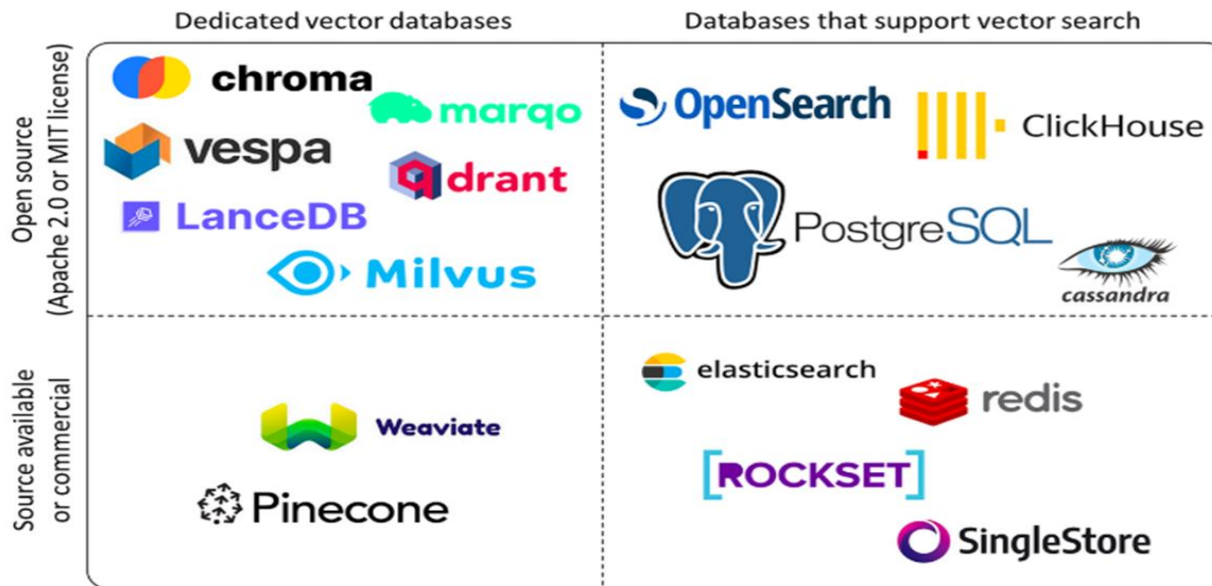 Dedicated vector databases
Databases that support vector search
Open source
(Apache 2.0 or MIT license)
chroma
marqo
vespa
qdrant
LanceDB
Milvus
OpenSearch
ClickHouse
PostgreSQL
cassandra
Source available
or commercial
Weaviate
Pinecone
elasticsearch
redis
ROCKSET
SingleStore